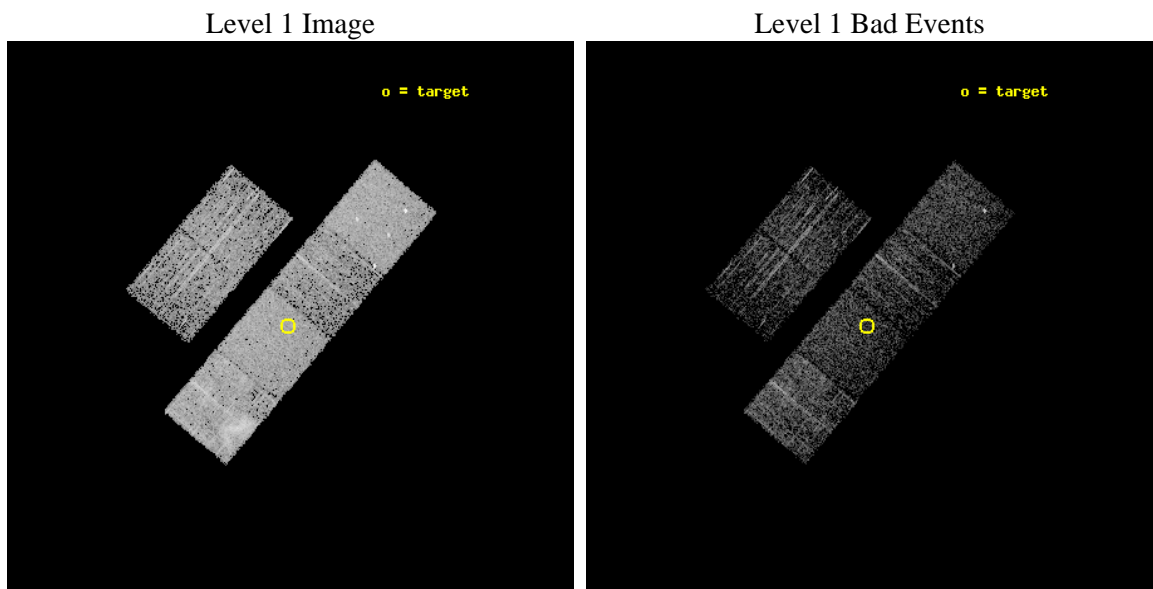 Level 1 Image
Level 1 Bad Events
o = target
o = target